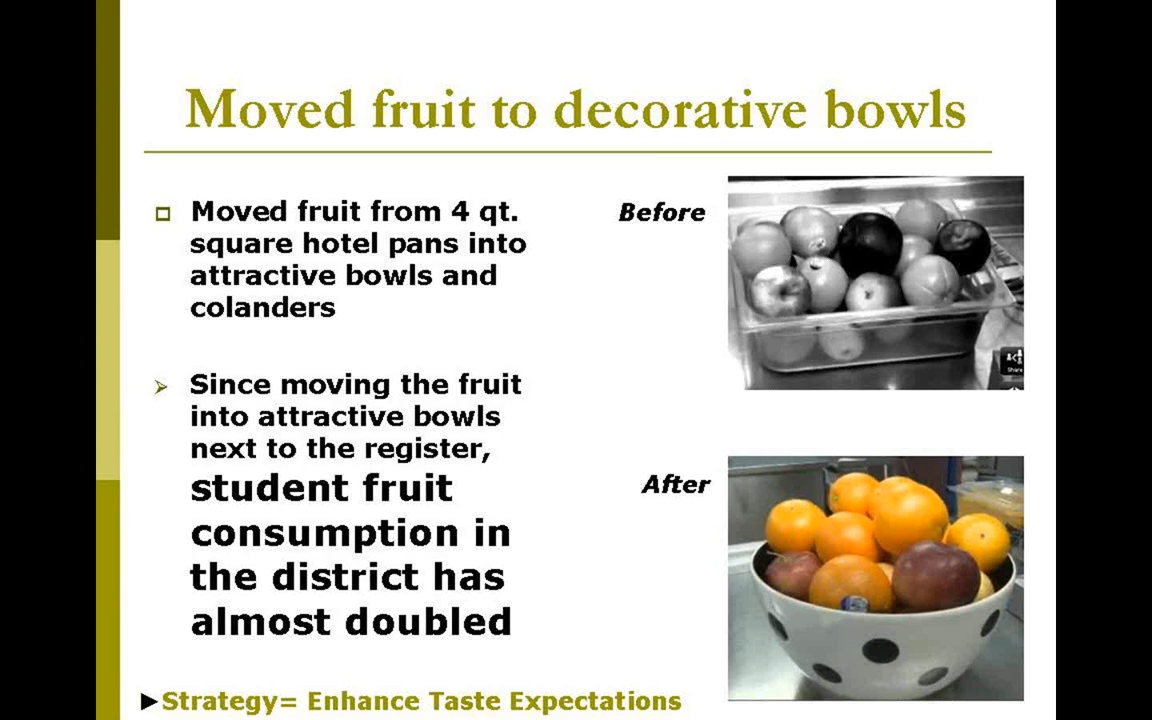 Moved fruit to decorative bowls
Moved fruit from 4 qt.
square hotel pans into
attractive bowls and
colanders
Since moving the fruit
into attractive bowls
next to the register,
student fruit
consumption in
the district has
almost doubled
Before
Share
After
►Strategy= Enhance Taste Expectations